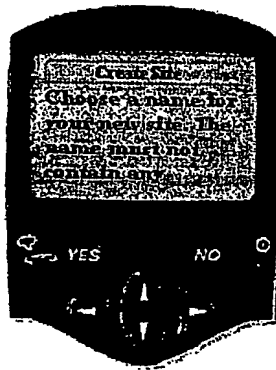 Create Site
Choose a name for
your new site. The
name must not
contain any
YES NO